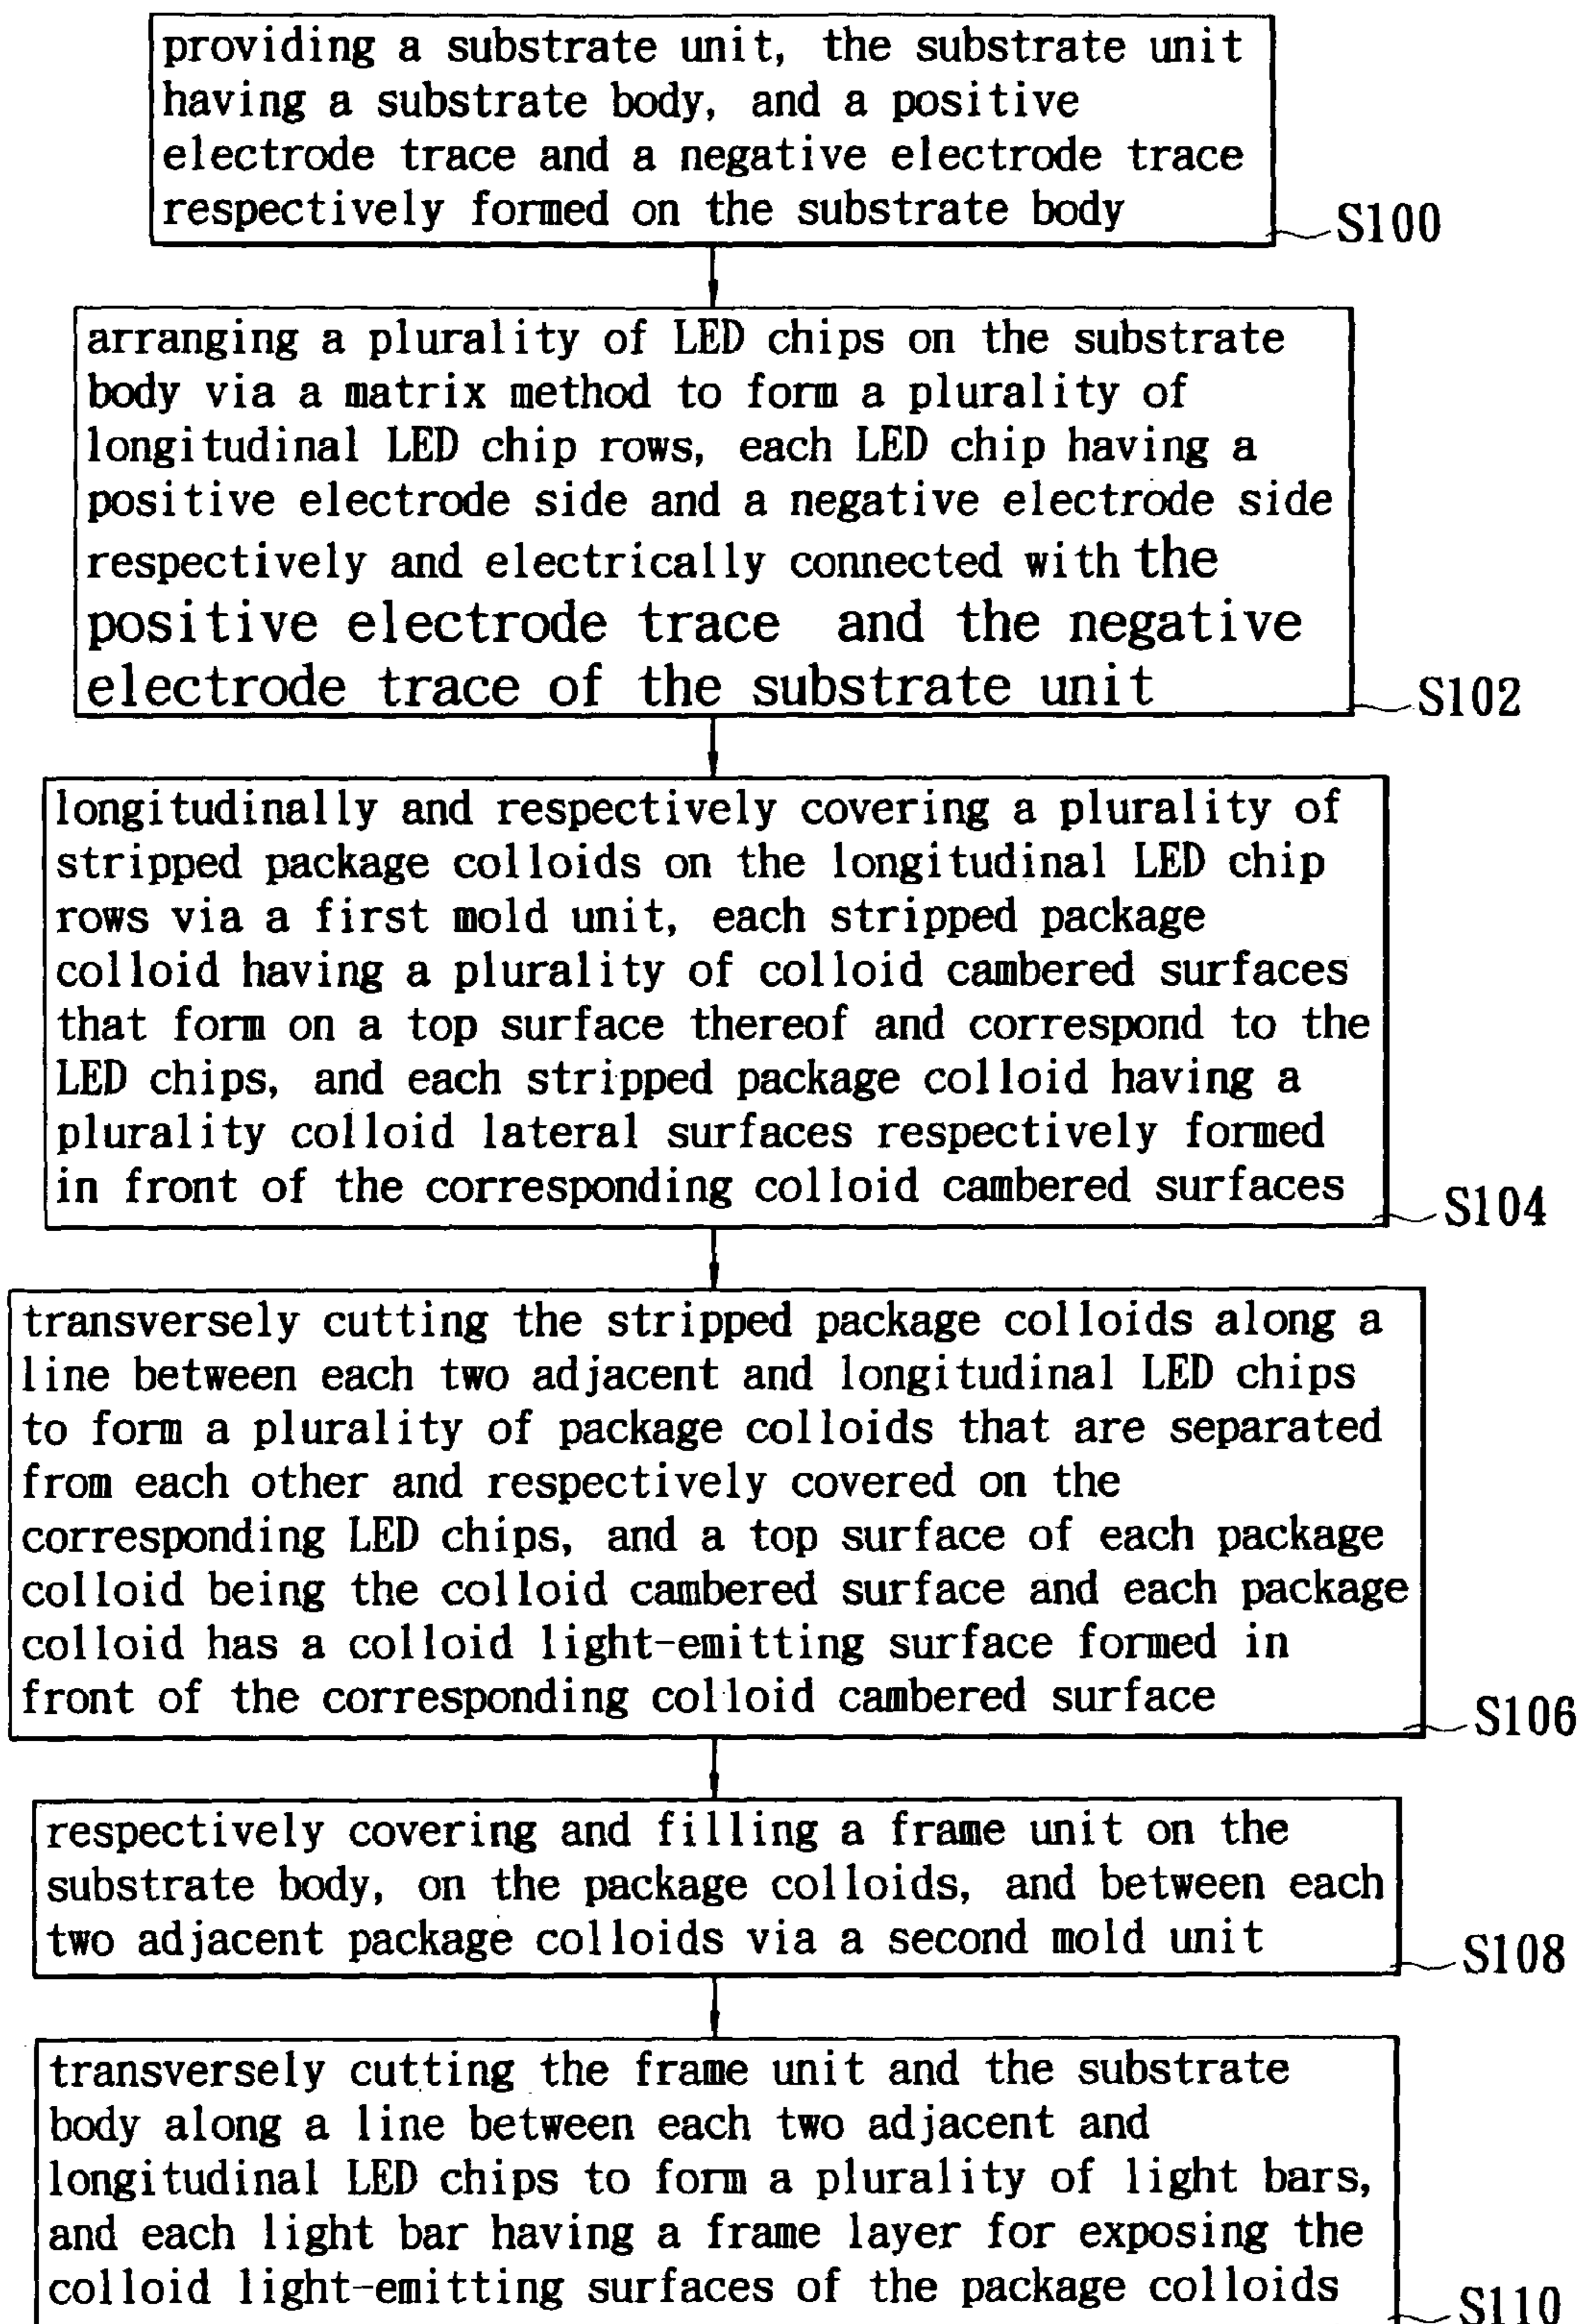 providing a substrate unit, the substrate unit
having a substrate body, and a positive
electrode trace and a negative electrode trace
respectively formed on the substrate body
S100
arranging a plurality of LED chips on the substrate
body via a matrix method to form a plurality of
longitudinal LED chip rows, each LED chip having a
positive electrode side and a negative electrode side
respectively and electrically connected with the
positive electrode trace and the negative
electrode trace of the substrate unit
S102
longitudinally and respectively covering a plurality of
stripped package colloids on the longitudinal LED chip
rows via a first mold unit, each stripped package
colloid having a plurality of colloid cambered surfaces
that form on a top surface thereof and correspond to the
LED chips, and each stripped package colloid having a
plurality colloid lateral surfaces respectively formed
in front of the corresponding colloid cambered surfaces
S104
transversely cutting the stripped package colloids along a
line between each two adjacent and longitudinal LED chips
to form a plurality of package colloids that are separated
from each other and respectively covered on the
corresponding LED chips, and a top surface of each package
colloid being the colloid cambered surface and each package
colloid has a colloid light-emitting surface formed in
front of the corresponding colloid cambered surface
S106
respectively covering and filling a frame unit on the
substrate body, on the package colloids, and between each
two adjacent package colloids via a second mold unit
S108
transversely cutting the frame unit and the substrate
body along a line between each two adjacent and
longitudinal LED chips to form a plurality of light bars,
and each light bar having a frame layer for exposing the
colloid light-emitting surfaces of the package colloids
S110